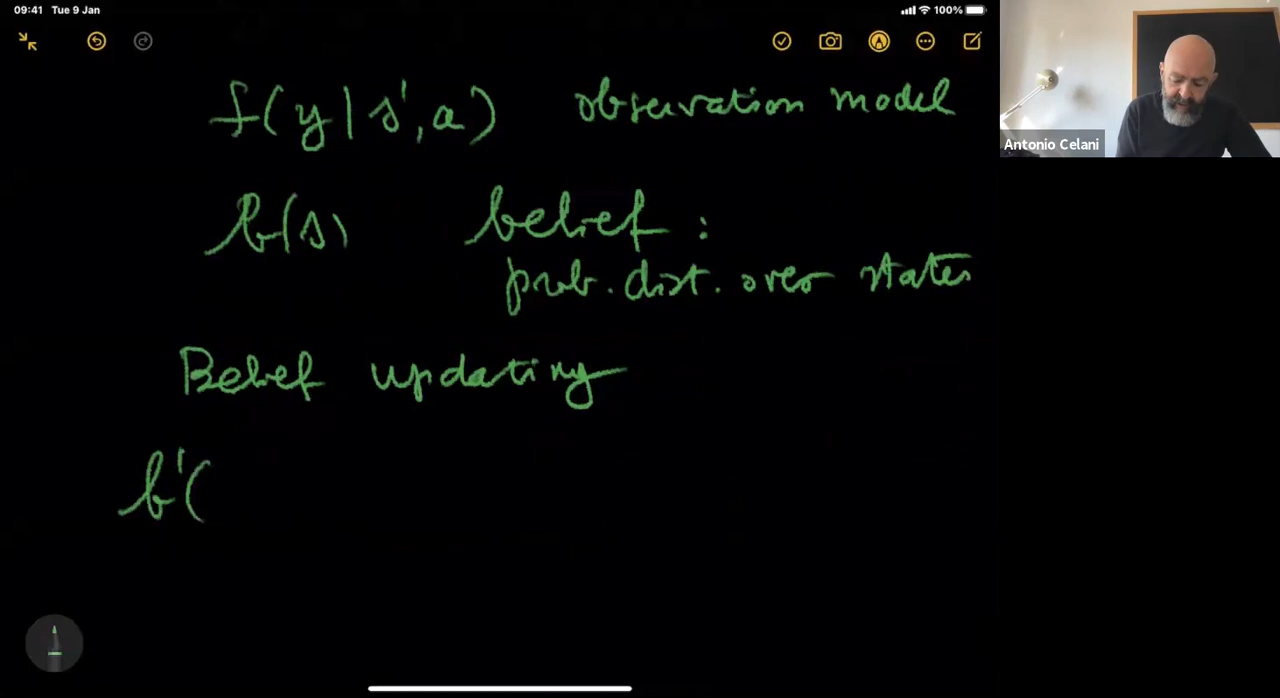 09:41 Tue 9 Jan
100%
f(y|s',a) observation model
Antonio Celani
b(s) belief :
prob. dist. over states
Belief updating
b'(